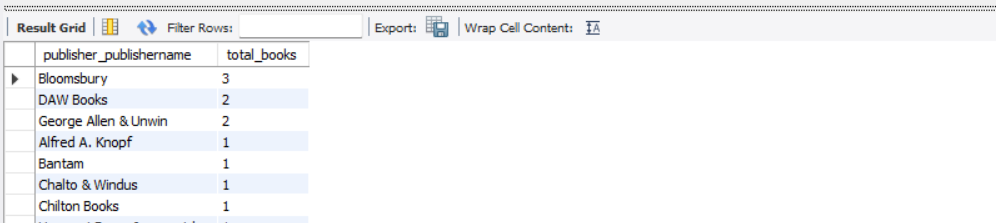 Result Grid Filter Rows: Export: Wrap Cell Content: IA
publisher_publishername total_books
Bloomsbury 3
DAW Books 2
George Allen & Unwin 2
Alfred A. Knopf 1
Bantam 1
Chalto & Windus 1
Chilton Books 1